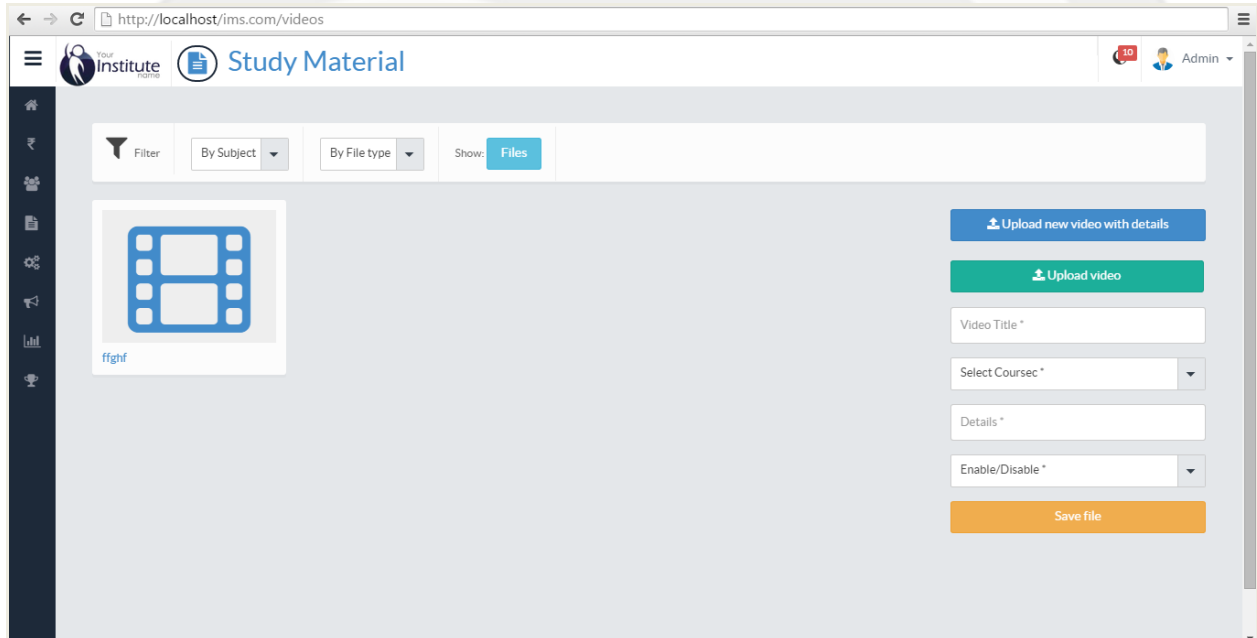 http://localhost/ims.com/videos
Your
Institute
name
Study Material
10
Admin
Filter
By Subject
By File type
Show:
Files
ffghf
Upload new video with details
Upload video
Video Title *
Select Coursec *
Details *
Enable/Disable *
Save file